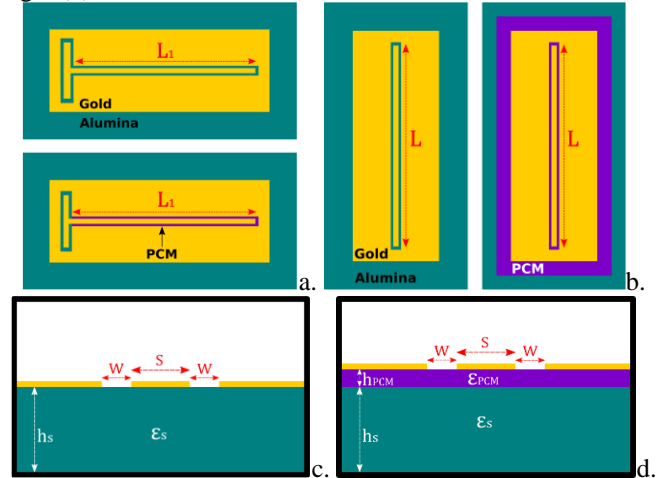 L1
Gold
Alumina
L1
PCM
a.
L
Gold
Alumina
L
PCM
b.
S
W
W
hs
εs
c.
S
W
W
hPCM
εPCM
hs
εs
d.